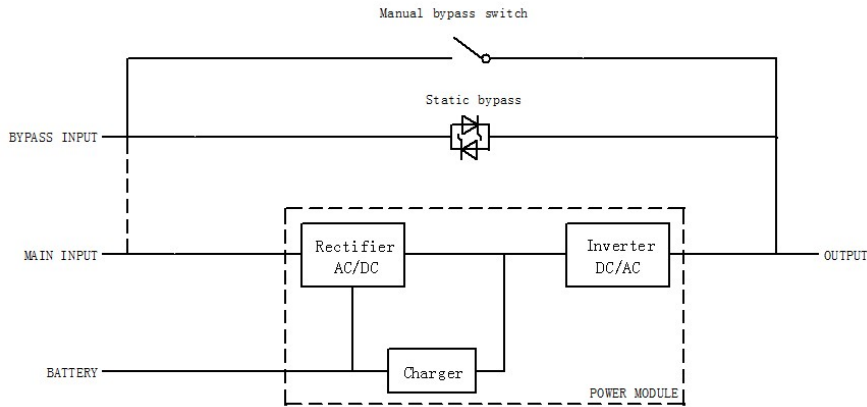 Manual bypass switch
Static bypass
BYPASS INPUT
MAIN INPUT
Rectifier
AC/DC
Inverter
DC/AC
OUTPUT
BATTERY
Charger
POWER MODULE